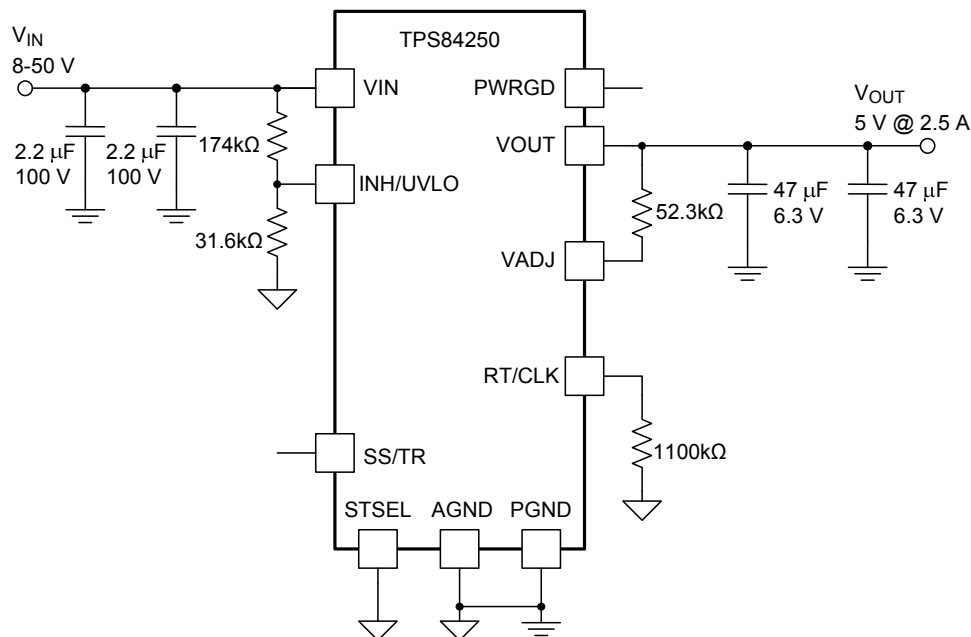 TPS84250
VIN
8-50 V
VIN
PWRGD
VOUT
5 V @ 2.5 A
VOUT
2.2 μF
100 V
2.2 μF
100 V
174kΩ
INH/UVLO
47 μF
6.3 V
47 μF
6.3 V
52.3kΩ
31.6kΩ
VADJ
RT/CLK
1100kΩ
SS/TR
STSEL
AGND
PGND